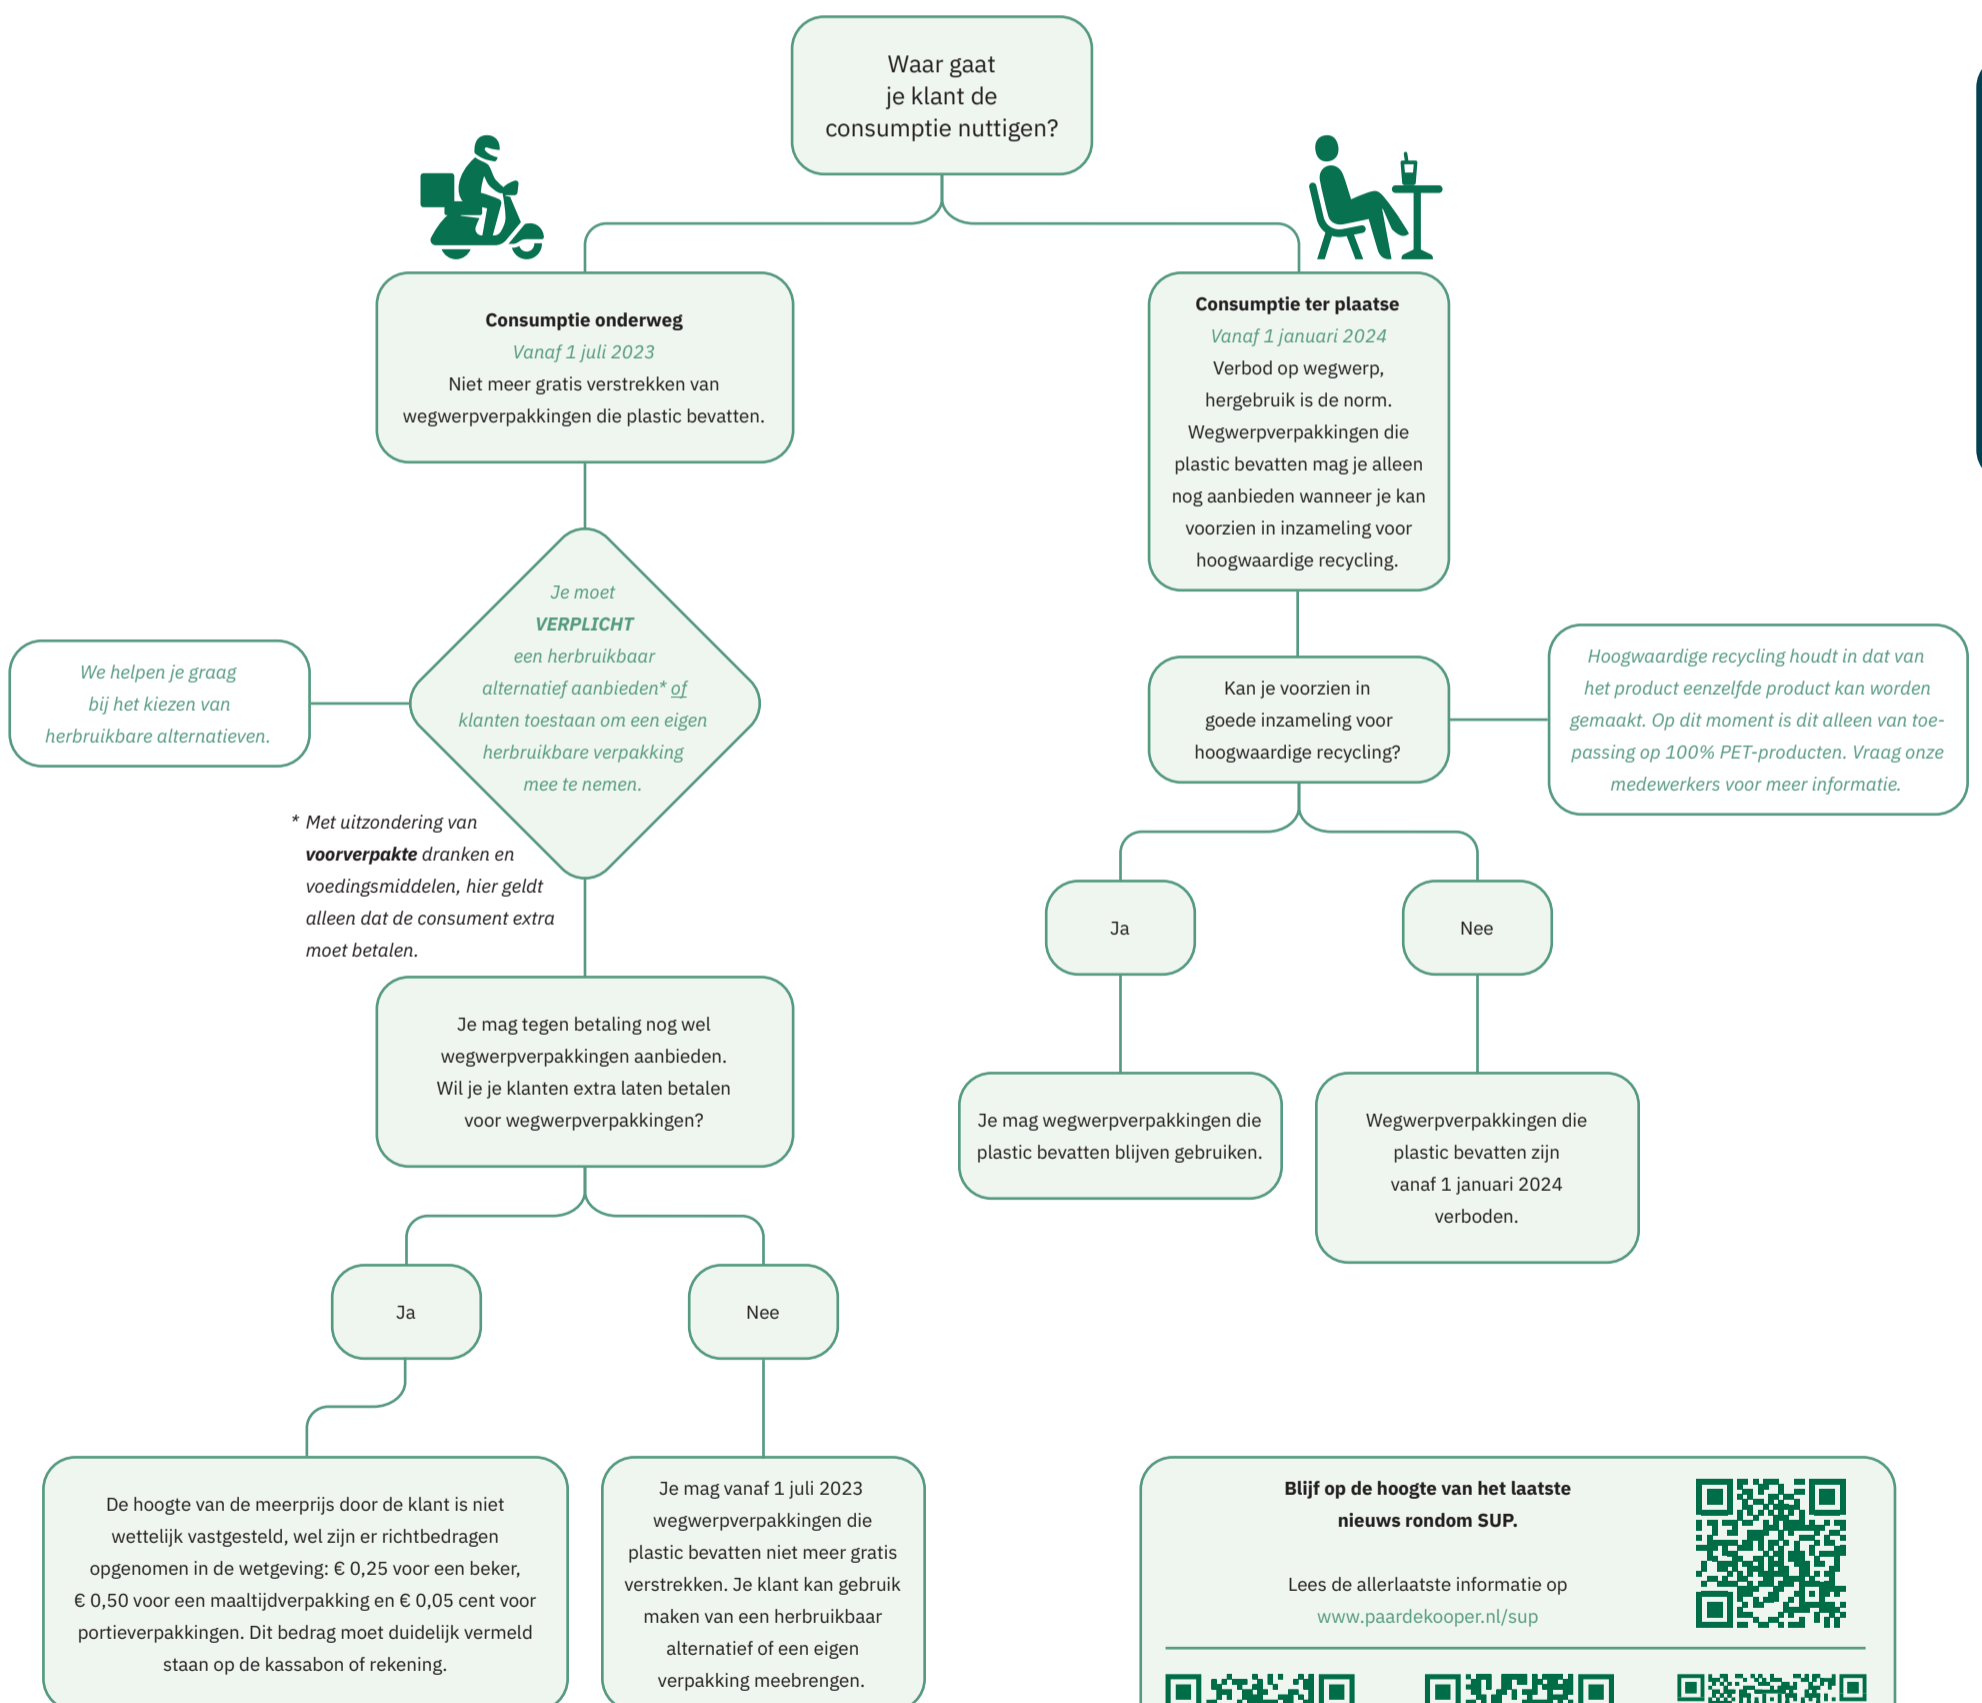 Waar gaat
je klant de
consumptie nuttigen?
Consumptie onderweg
Vanaf 1 juli 2023
Niet meer gratis verstrekken van
wegwerpverpakkingen die plastic bevatten.
Je moet
VERPLICHT
een herbruikbaar
alternatief aanbieden* of
klanten toestaan om een eigen
herbruikbare verpakking
mee te nemen.
We helpen je graag
bij het kiezen van
herbruikbare alternatieven.
* Met uitzondering van
voorverpakte dranken en
voedingsmiddelen, hier geldt
alleen dat de consument extra
moet betalen.
Je mag tegen betaling nog wel
wegwerpverpakkingen aanbieden.
Wil je je klanten extra laten betalen
voor wegwerpverpakkingen?
Ja
Nee
De hoogte van de meerprijs door de klant is niet
wettelijk vastgesteld, wel zijn er richtbedragen
opgenomen in de wetgeving: € 0,25 voor een beker,
€ 0,50 voor een maaltijdverpakking en € 0,05 cent voor
portieverpakkingen. Dit bedrag moet duidelijk vermeld
staan op de kassabon of rekening.
Je mag vanaf 1 juli 2023
wegwerpverpakkingen die
plastic bevatten niet meer gratis
verstrekken. Je klant kan gebruik
maken van een herbruikbaar
alternatief of een eigen
verpakking meebrengen.
Consumptie ter plaatse
Vanaf 1 januari 2024
Verbod op wegwerp,
hergebruik is de norm.
Wegwerpverpakkingen die
plastic bevatten mag je alleen
nog aanbieden wanneer je kan
voorzien in inzameling voor
hoogwaardige recycling.
Kan je voorzien in
goede inzameling voor
hoogwaardige recycling?
Hoogwaardige recycling houdt in dat van
het product eenzelfde product kan worden
gemaakt. Op dit moment is dit alleen van toe-
passing op 100% PET-producten. Vraag onze
medewerkers voor meer informatie.
Ja
Nee
Je mag wegwerpverpakkingen die
plastic bevatten blijven gebruiken.
Wegwerpverpakkingen die
plastic bevatten zijn
vanaf 1 januari 2024
verboden.
Blijf op de hoogte van het laatste
nieuws rondom SUP.
Lees de allerlaatste informatie op
www.paardekooper.nl/sup